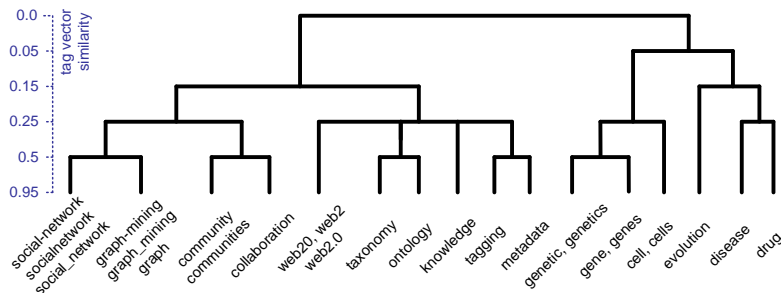 0.0
0.05
0.15
0.25
0.5
0.95
tag vector
similarity
social-network
socialnetwork
social_network
graph-mining
graph_mining
graph
community
communities
collaboration
web20, web2
web2.0
taxonomy
ontology
knowledge
tagging
metadata
genetic, genetics
gene, genes
cell, cells
evolution
disease
drug